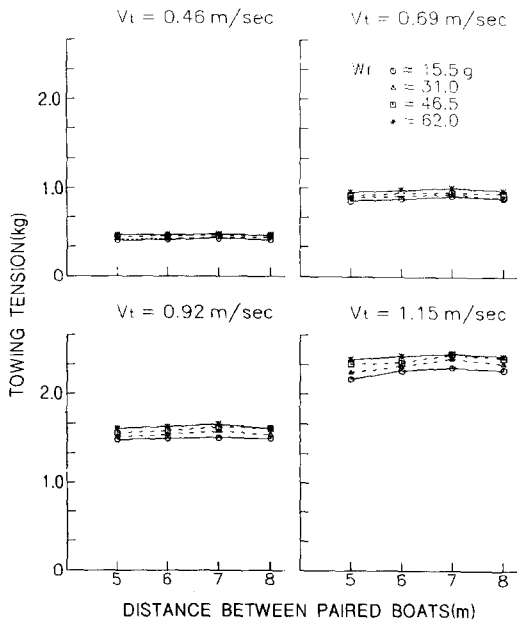 Vt = 0.46 m/sec
Vt = 0.69 m/sec
2.0
1.0
0
Wf ○ = 15.5 g
△ = 31.0
□ = 46.5
* = 62.0
TOWING TENSION(kg)
Vt = 0.92 m/sec
Vt = 1.15 m/sec
2.0
1.0
0
5 6 7 8
5 6 7 8
DISTANCE BETWEEN PAIRED BOATS(m)